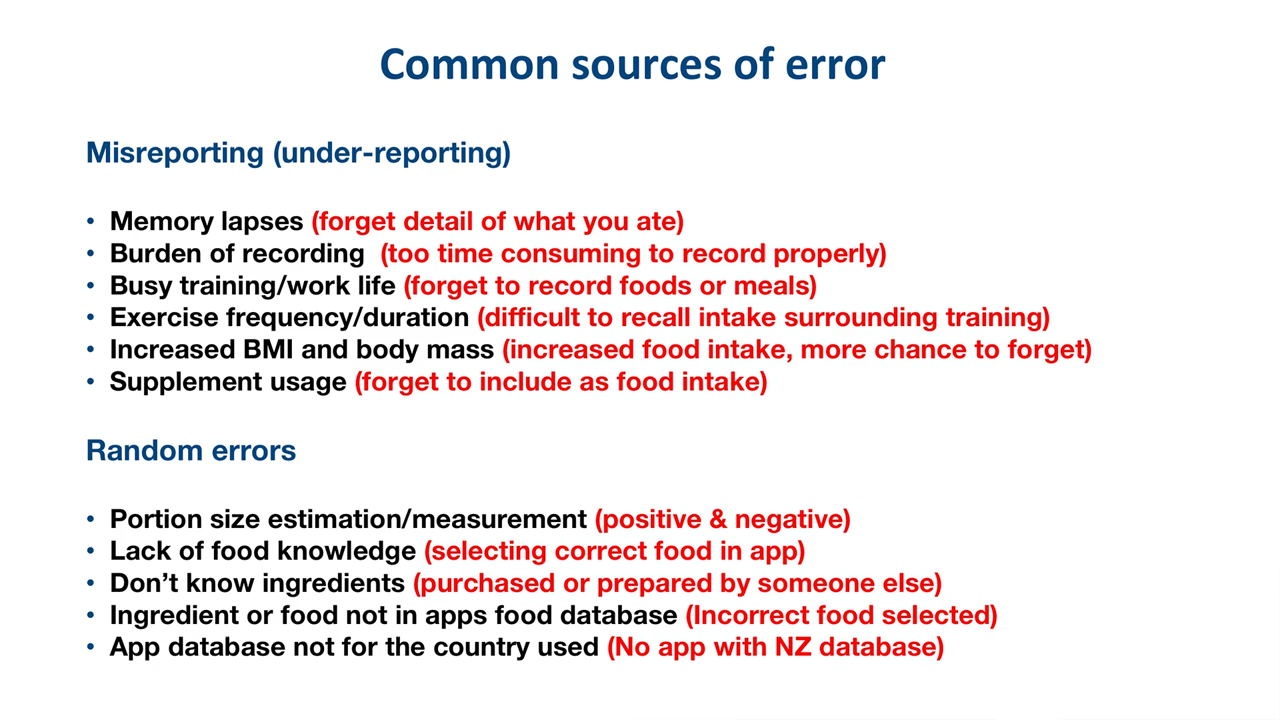 Common sources of error
Misreporting (under-reporting)
• Memory lapses (forget detail of what you ate)
• Burden of recording (too time consuming to record properly)
• Busy training/work life (forget to record foods or meals)
• Exercise frequency/duration (difficult to recall intake surrounding training)
• Increased BMI and body mass (increased food intake, more chance to forget)
• Supplement usage (forget to include as food intake)
Random errors
• Portion size estimation/measurement (positive & negative)
• Lack of food knowledge (selecting correct food in app)
• Don’t know ingredients (purchased or prepared by someone else)
• Ingredient or food not in apps food database (Incorrect food selected)
• App database not for the country used (No app with NZ database)